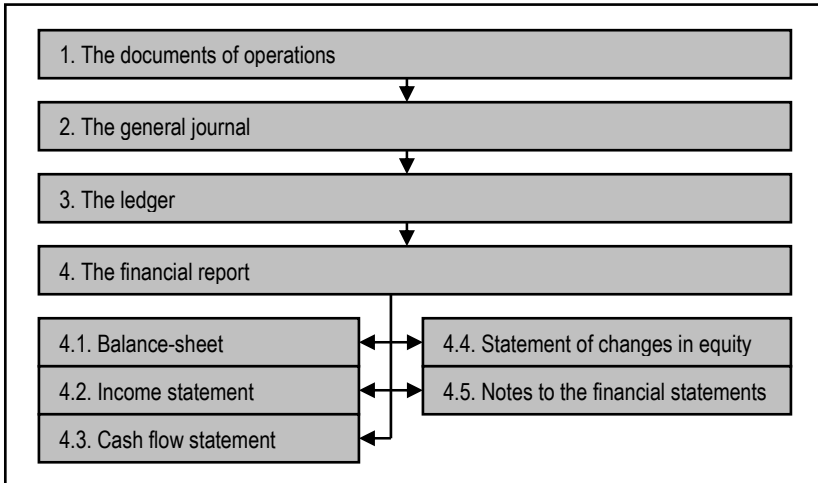 1. The documents of operations
2. The general journal
3. The ledger
4. The financial report
4.1. Balance-sheet
4.4. Statement of changes in equity
4.2. Income statement
4.5. Notes to the financial statements
4.3. Cash flow statement